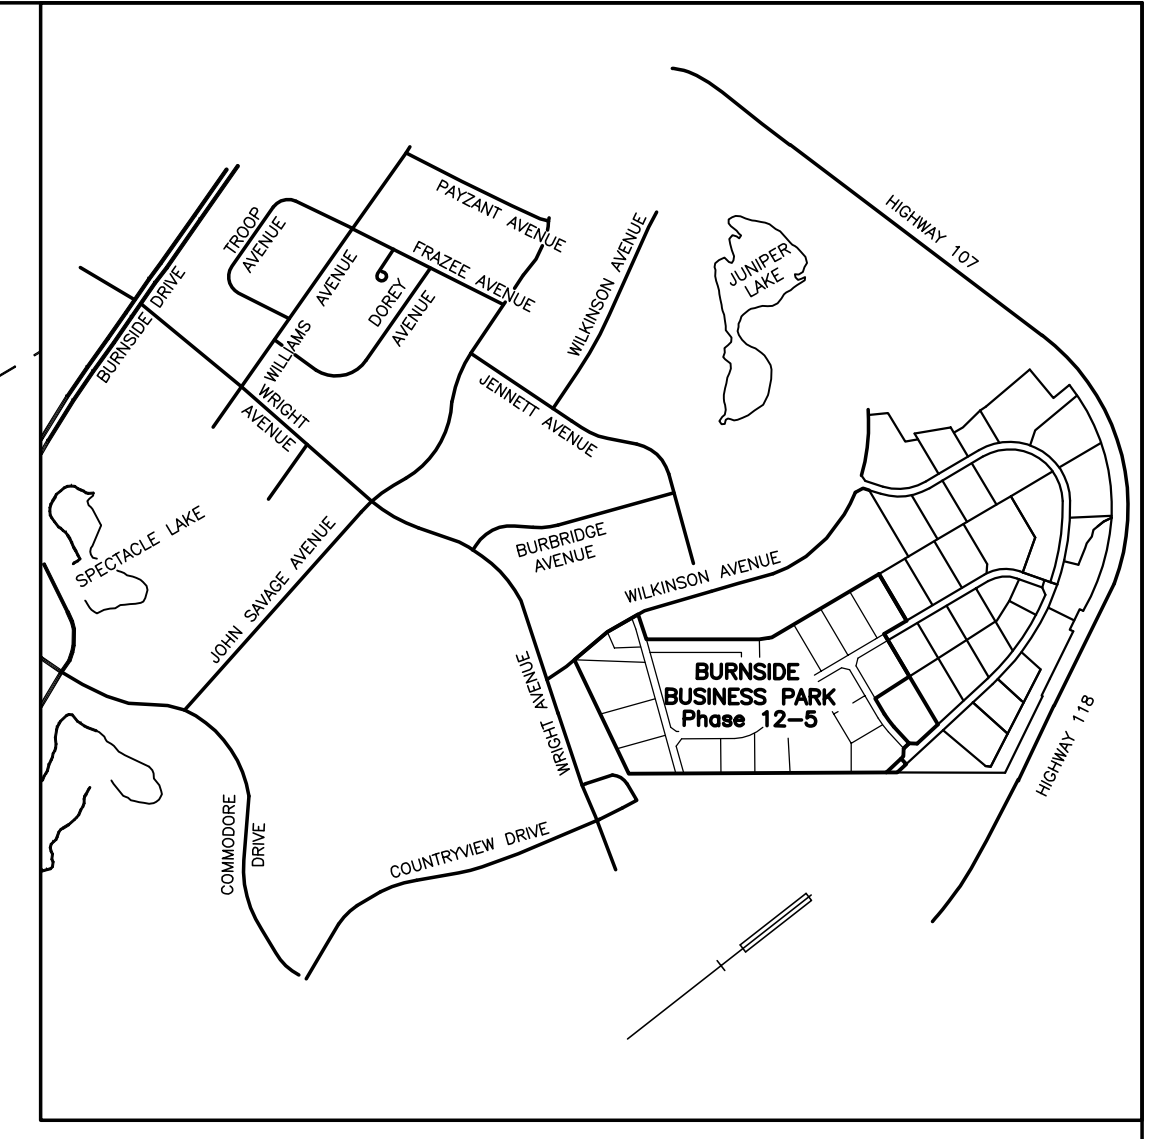 PAYZANT AVENUE
HIGHWAY 107
TROOP
AVENUE
WILKINSON AVENUE
FRAZEE AVENUE
JUNIPER
LAKE
AVENUE
WILLIAMS
DOREY
AVENUE
BURNSIDE DRIVE
JENNETT AVENUE
WRIGHT
AVENUE
SPECTACLE LAKE
JOHN SAVAGE AVENUE
BURBRIDGE
AVENUE
WILKINSON AVENUE
WRIGHT AVENUE
BURNSIDE
BUSINESS PARK
Phase 12-5
HIGHWAY 118
COMMODORE
DRIVE
COUNTRYVIEW DRIVE